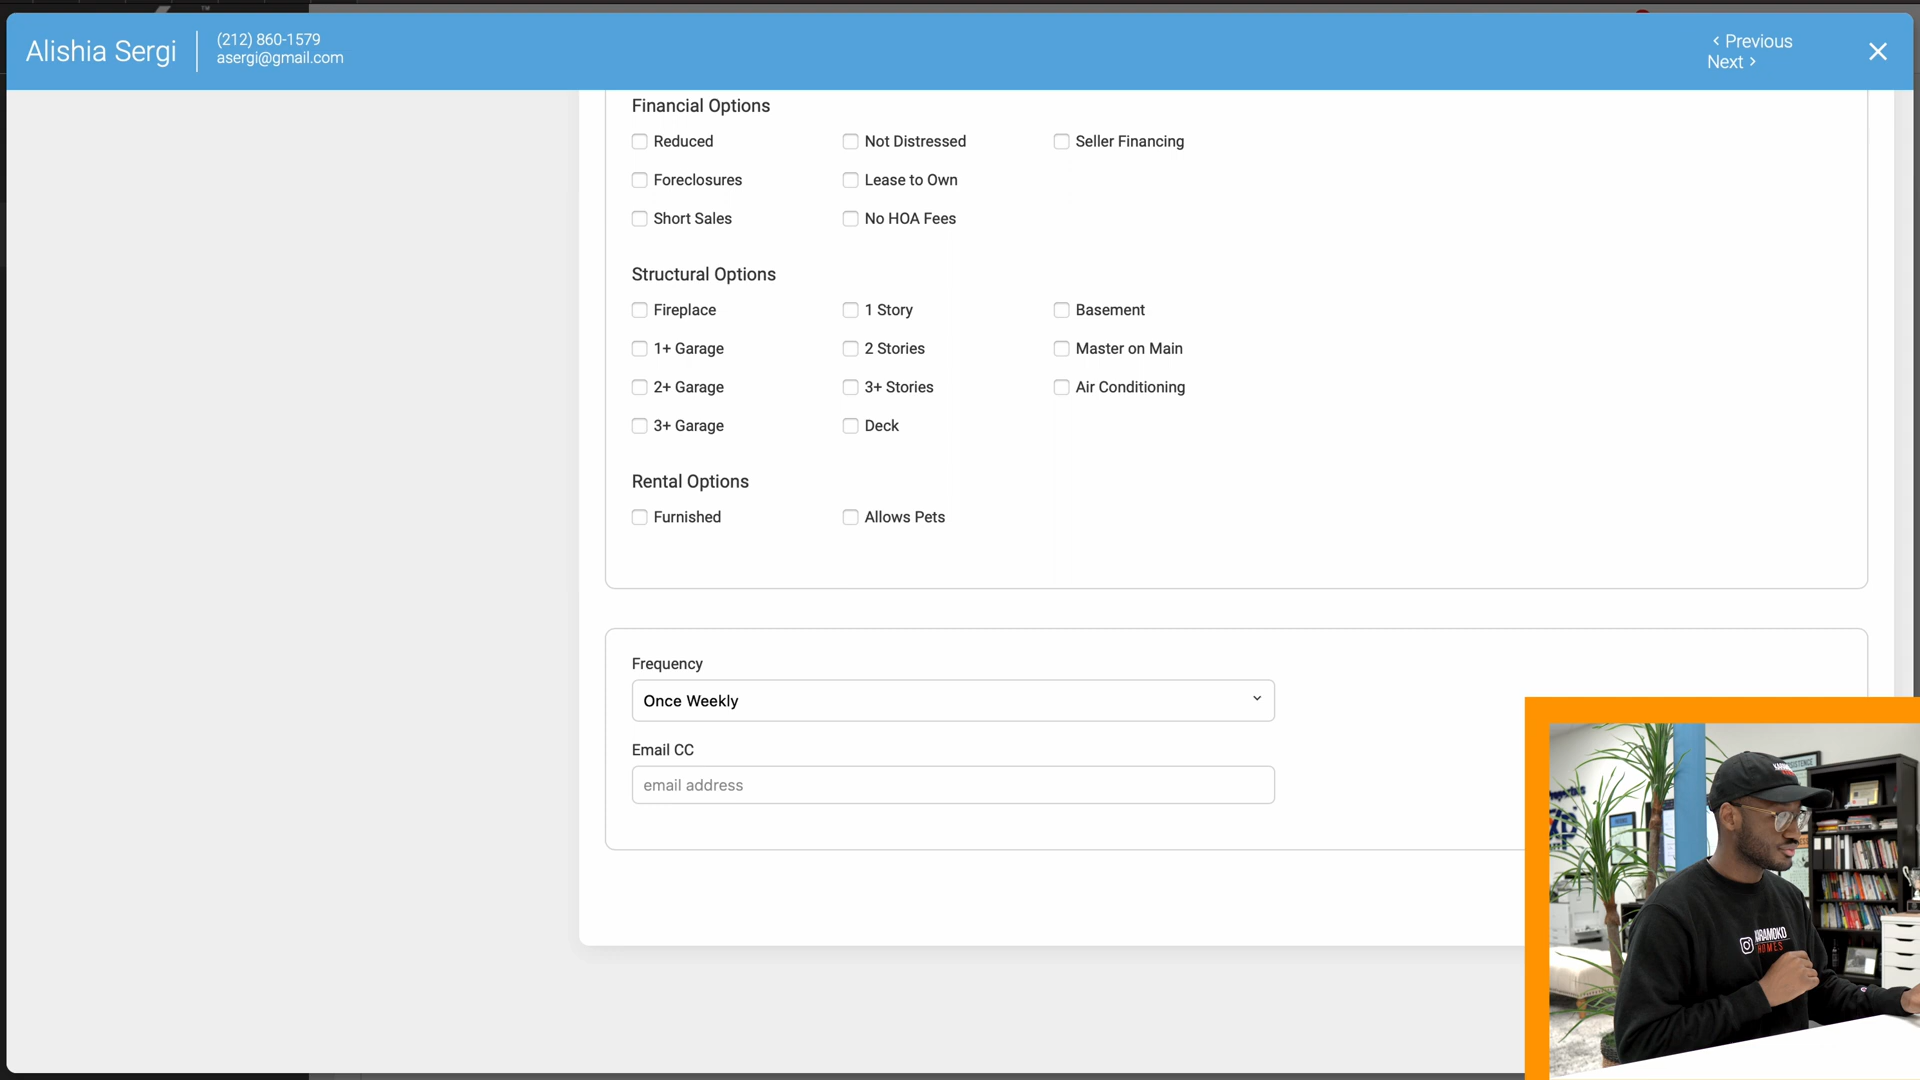 Alishia Sergi
(212) 860-1579
asergi@gmail.com
< Previous
Next >
Financial Options
Reduced
Not Distressed
Seller Financing
Foreclosures
Lease to Own
Short Sales
No HOA Fees
Structural Options
Fireplace
1 Story
Basement
1+ Garage
2 Stories
Master on Main
2+ Garage
3+ Stories
Air Conditioning
3+ Garage
Deck
Rental Options
Furnished
Allows Pets
Frequency
Once Weekly
Email CC
email address
KARAMOKO
HOMES